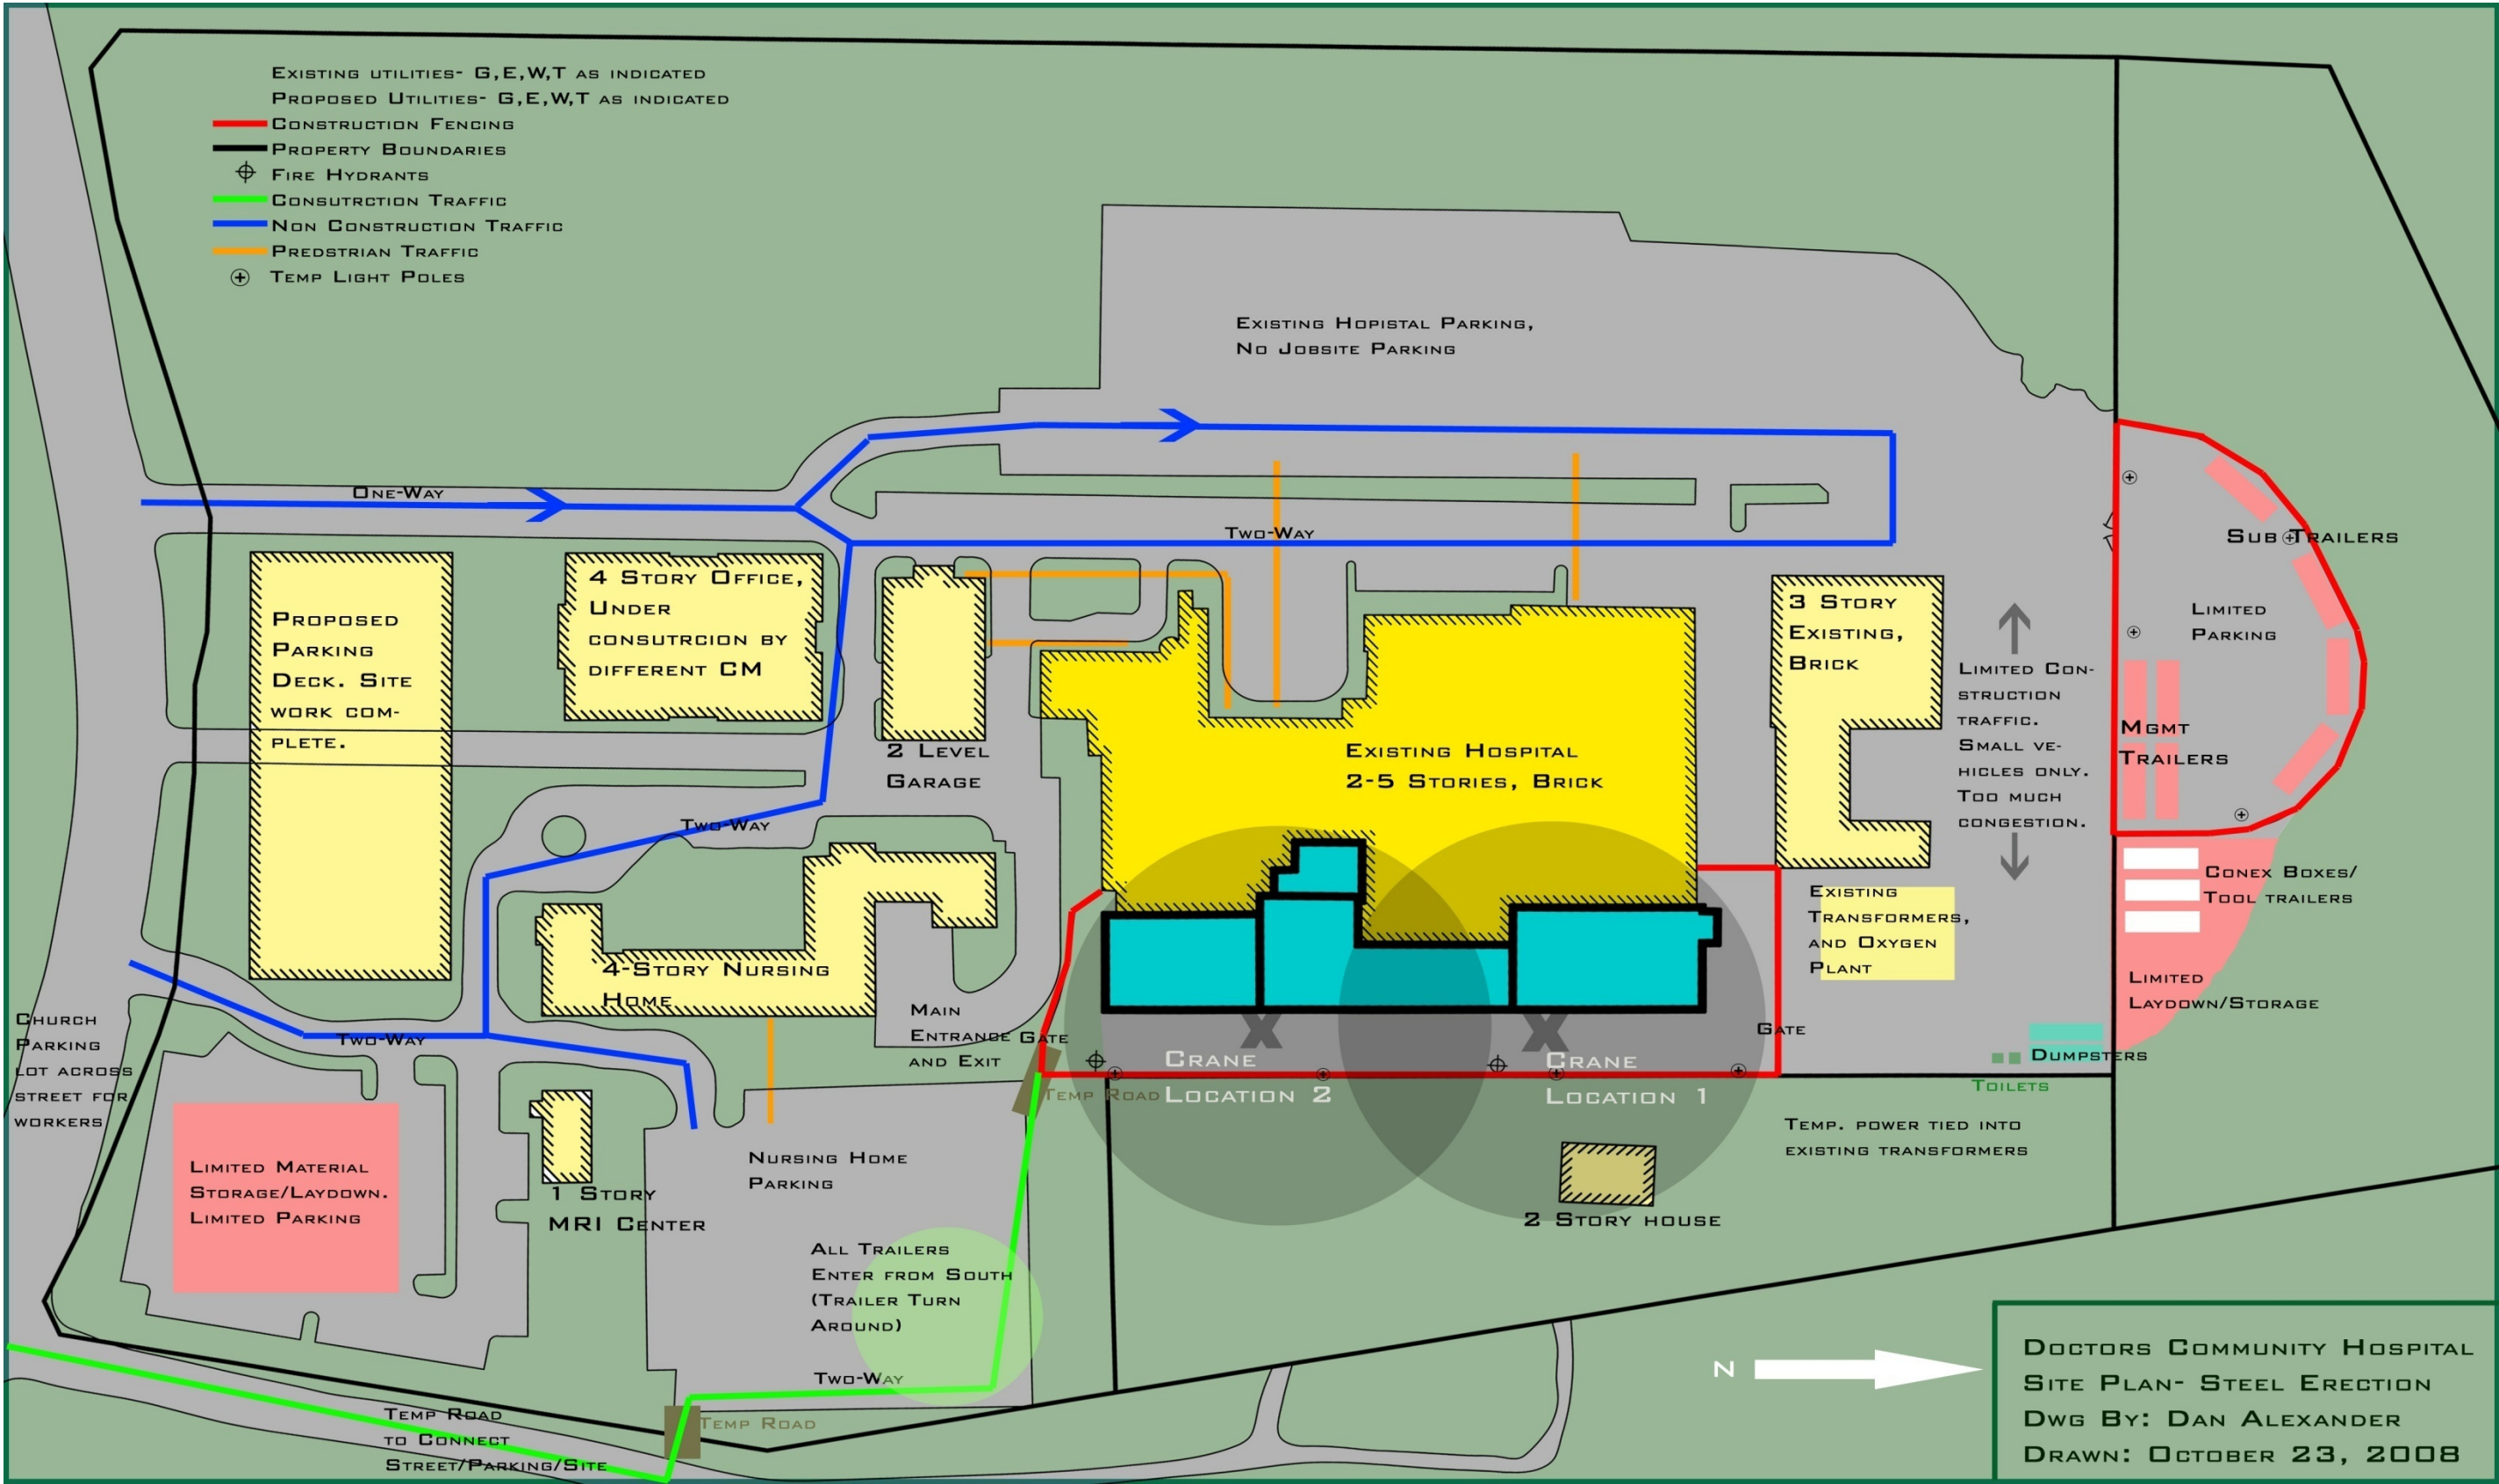 Existing utilities- G,E,W,T as indicated
Proposed Utilities- G,E,W,T as indicated
Construction Fencing
Property Boundaries
Fire Hydrants
Consutrction Traffic
Non Construction Traffic
Predstrian Traffic
Temp Light Poles
Existing Hopistal Parking,
No Jobsite Parking
One-Way
Two-Way
Sub Trailers
Limited
Parking
Mgmt
Trailers
Proposed
Parking
Deck. Site
work com-
plete.
4 Story Office,
Under
consutrcion by
different CM
2 Level
Garage
Existing Hospital
2-5 Stories, Brick
3 Story
Existing,
Brick
Limited Con-
struction
traffic.
Small ve-
hicles only.
Too much
congestion.
Two-Way
Conex Boxes/
Tool trailers
Existing
Transformers,
and Oxygen
Plant
Limited
Laydown/Storage
4-Story Nursing
Home
Main
Entrance Gate
and Exit
Gate
Church
Parking
lot across
street for
workers
Two-Way
X
X
Crane
Location 2
Crane
Location 1
Dumpsters
Toilets
Temp Road
Temp. power tied into
existing transformers
Limited Material
Storage/Laydown.
Limited Parking
1 Story
MRI Center
Nursing Home
Parking
2 Story house
All Trailers
Enter from South
(Trailer Turn
Around)
Two-Way
Temp Road
Temp Road
to Connect
Street/Parking/Site
N
Doctors Community Hospital
Site Plan- Steel Erection
Dwg By: Dan Alexander
Drawn: October 23, 2008